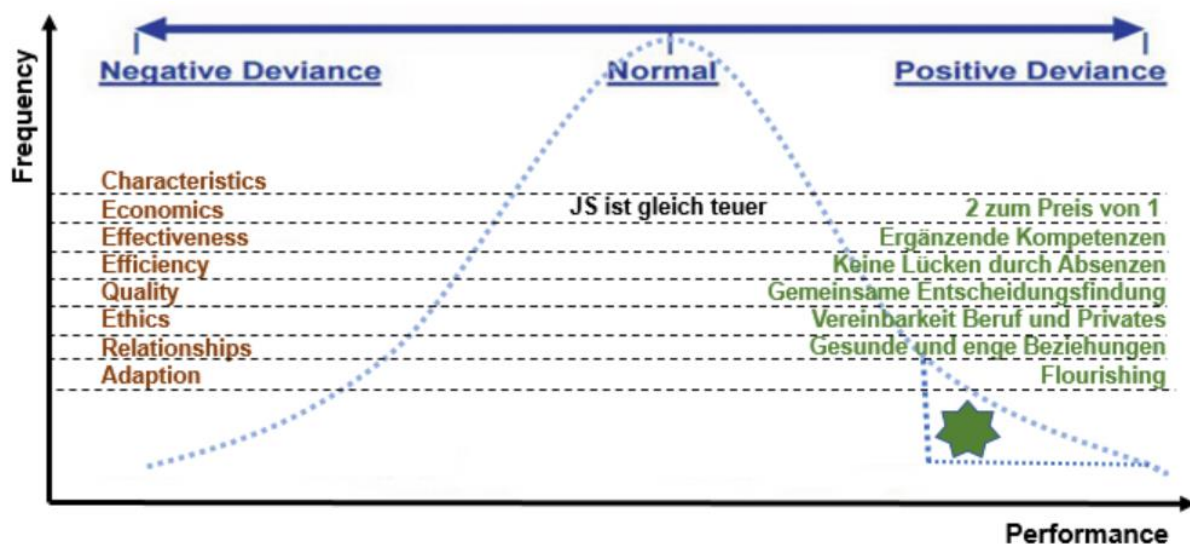 Frequency
Negative Deviance Normal Positive Deviance
Characteristics
Economics JS ist gleich teuer 2 zum Preis von 1
Effectiveness Ergänzende Kompetenzen
Efficiency Keine Lücken durch Absenzen
Quality Gemeinsame Entscheidungsfindung
Ethics Vereinbarkeit Beruf und Privates
Relationships Gesunde und enge Beziehungen
Adaption Flourishing
Performance